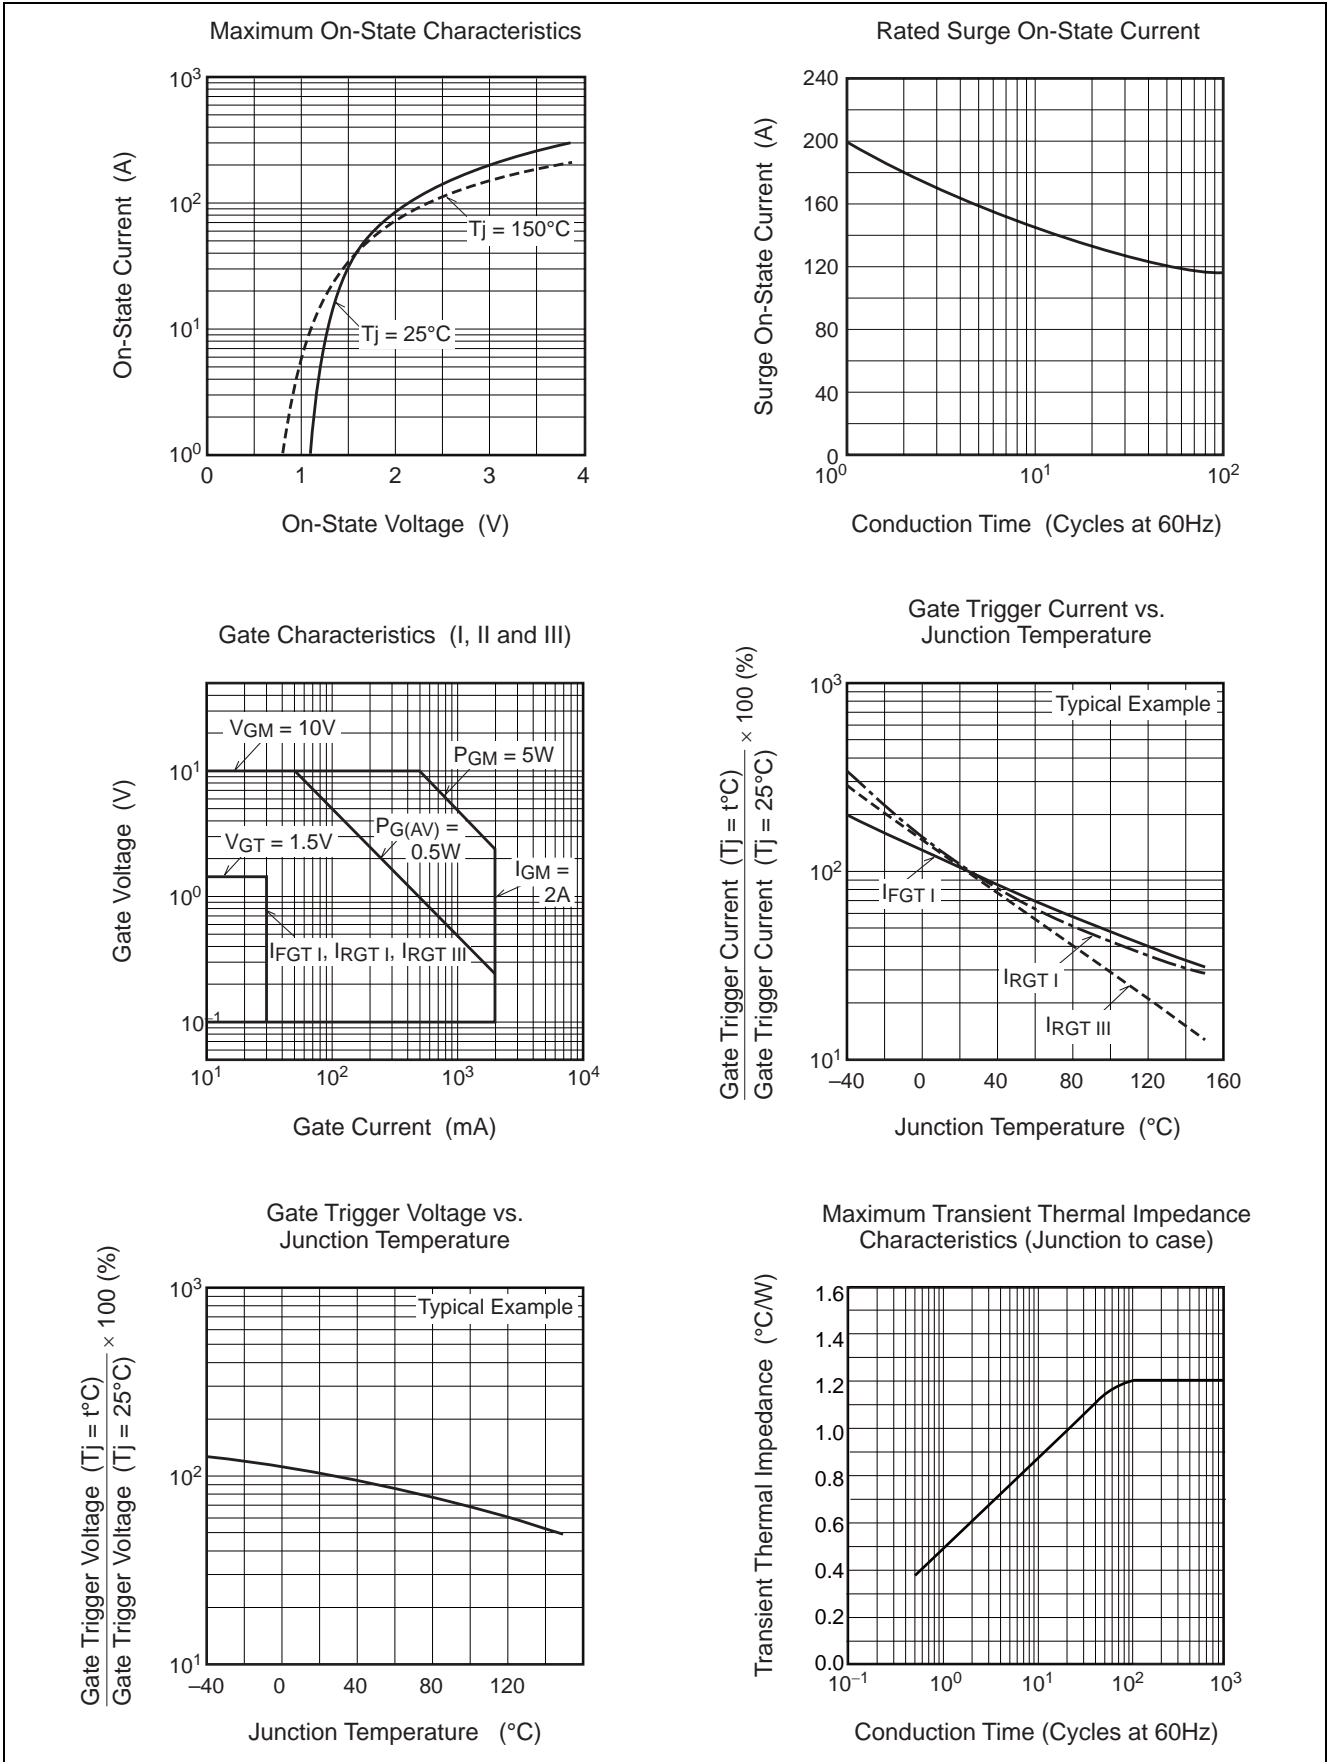 Maximum On-State Characteristics
10³
10²
10¹
10⁰
On-State Current (A)
Tj = 150°C
Tj = 25°C
0 1 2 3 4
On-State Voltage (V)
Rated Surge On-State Current
240
200
160
120
80
40
0
Surge On-State Current (A)
10⁰ 10¹ 10²
Conduction Time (Cycles at 60Hz)
Gate Characteristics (I, II and III)
Gate Voltage (V)
VGM = 10V
PGM = 5W
10¹
PG(AV) =
0.5W
VGT = 1.5V
IGM =
2A
10⁰
IFGT I, IRGT I, IRGT III
10⁻¹
10¹ 10² 10³ 10⁴
Gate Current (mA)
Gate Trigger Current vs.
Junction Temperature
Gate Trigger Current (Tj = t°C)
Gate Trigger Current (Tj = 25°C)
× 100 (%)
10³
Typical Example
10²
IFGT I
IRGT I
IRGT III
10¹
–40 0 40 80 120 160
Junction Temperature (°C)
Gate Trigger Voltage vs.
Junction Temperature
Gate Trigger Voltage (Tj = t°C)
Gate Trigger Voltage (Tj = 25°C)
× 100 (%)
10³
Typical Example
10²
10¹
–40 0 40 80 120
Junction Temperature (°C)
Maximum Transient Thermal Impedance
Characteristics (Junction to case)
Transient Thermal Impedance (°C/W)
1.6
1.4
1.2
1.0
0.8
0.6
0.4
0.2
0.0
10⁻¹ 10⁰ 10¹ 10² 10³
Conduction Time (Cycles at 60Hz)